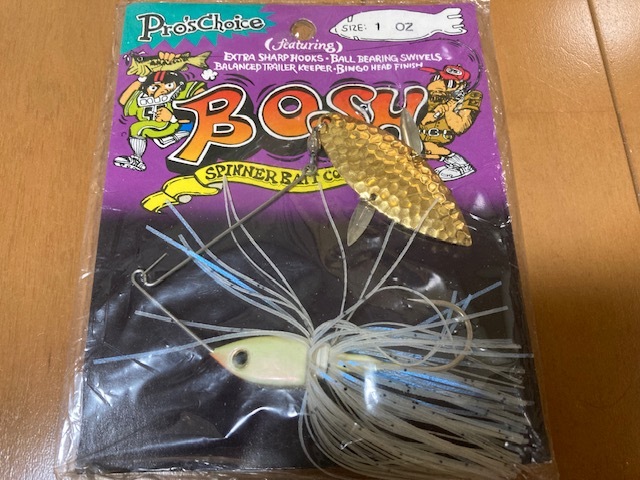 Pro'sChoice
SIZE: 1 OZ
(featuring)
EXTRA SHARP HOOKS · BALL BEARING SWIVELS
BALANCED TRAILER KEEPER · BINGO HEAD FINISH
BOSH
SPINNER BAIT CO